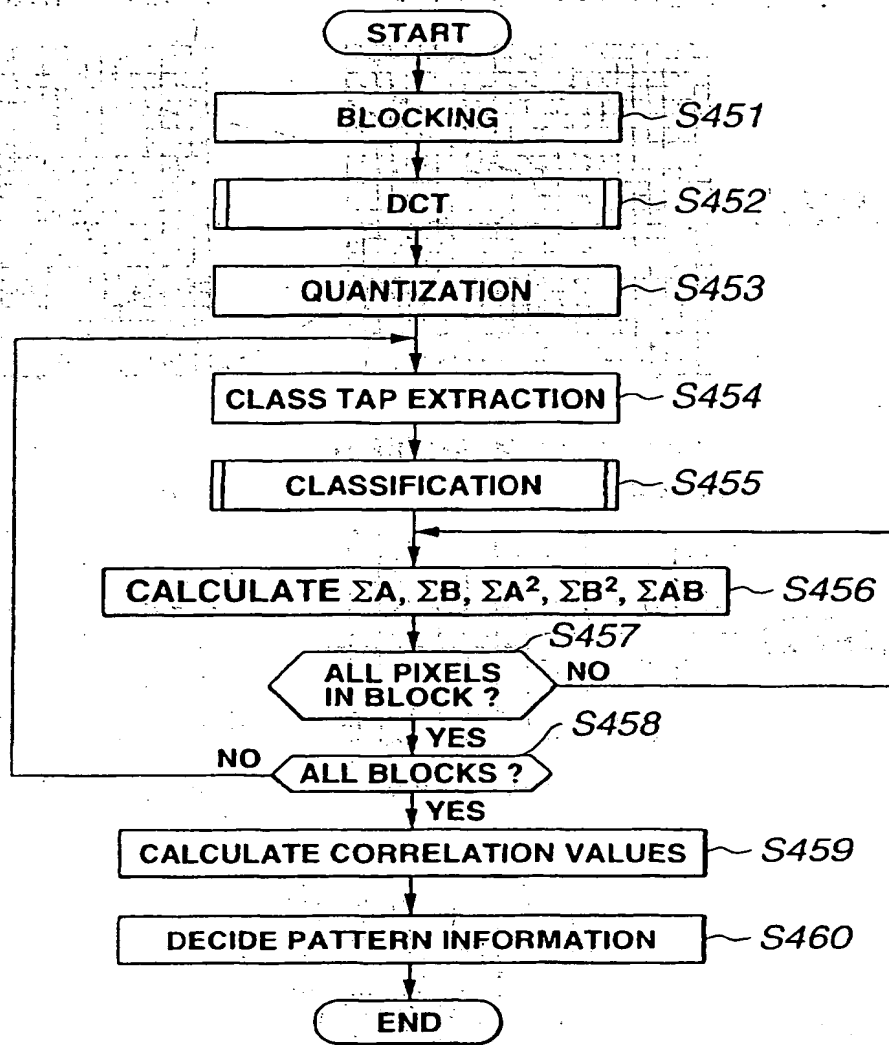 START
BLOCKING
S451
DCT
S452
QUANTIZATION
S453
CLASS TAP EXTRACTION
S454
CLASSIFICATION
S455
CALCULATE ΣA, ΣB, ΣA², ΣB², ΣAB
S456
S457
ALL PIXELS
IN BLOCK ?
NO
YES
S458
NO
ALL BLOCKS ?
YES
CALCULATE CORRELATION VALUES
S459
DECIDE PATTERN INFORMATION
S460
END